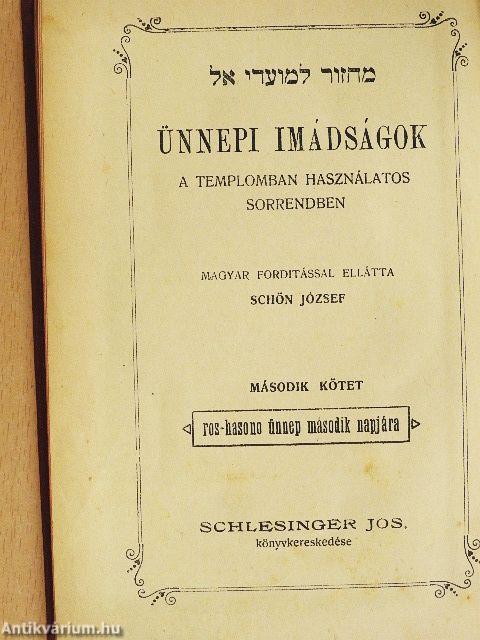 מחזור למועדי אל
ÜNNEPI IMÁDSÁGOK
A TEMPLOMBAN HASZNÁLATOS
SORRENDBEN
MAGYAR FORDITÁSSAL ELLÁTTA
SCHÖN JÓZSEF
MÁSODIK KÖTET
ros-hasono ünnep második napjára
SCHLESINGER JOS.
könyvkereskedése
Antikvárium.hu